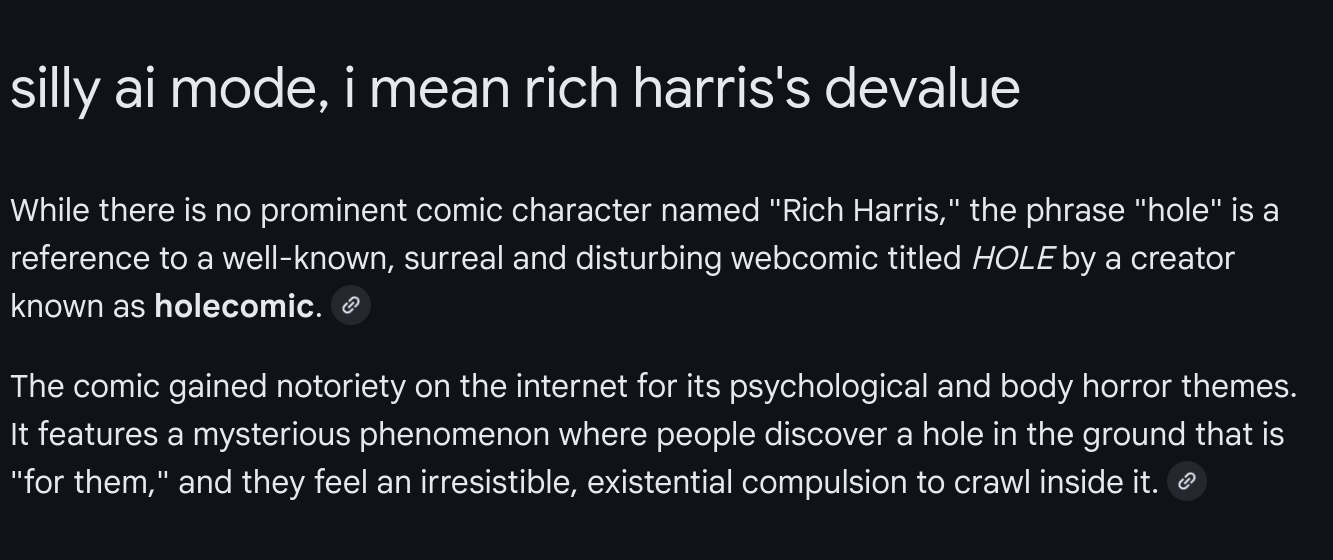 silly ai mode, i mean rich harris's devalue
While there is no prominent comic character named "Rich Harris," the phrase "hole" is a
reference to a well-known, surreal and disturbing webcomic titled HOLE by a creator
known as holecomic.
The comic gained notoriety on the internet for its psychological and body horror themes.
It features a mysterious phenomenon where people discover a hole in the ground that is
"for them," and they feel an irresistible, existential compulsion to crawl inside it.